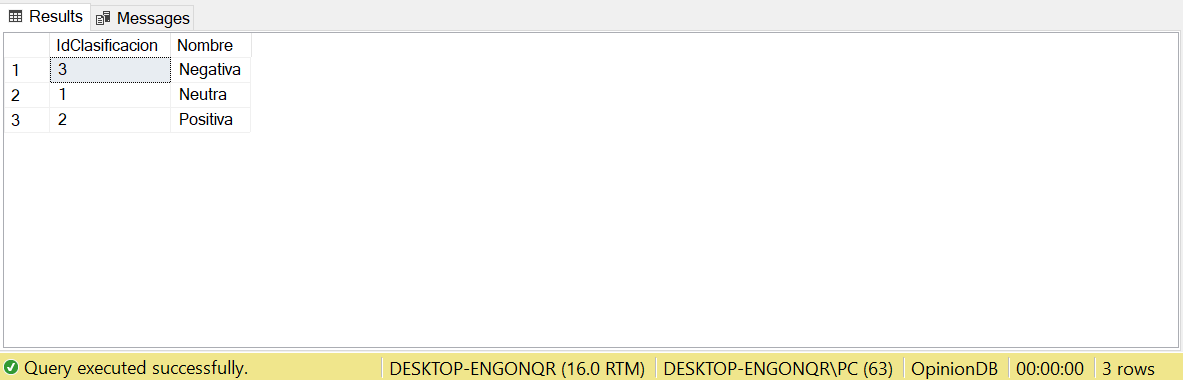 Results Messages
IdClasificacion Nombre
1 3 Negativa
2 1 Neutra
3 2 Positiva
Query executed successfully. DESKTOP-ENGONQR (16.0 RTM) DESKTOP-ENGONQR\PC (63) OpinionDB 00:00:00 3 rows